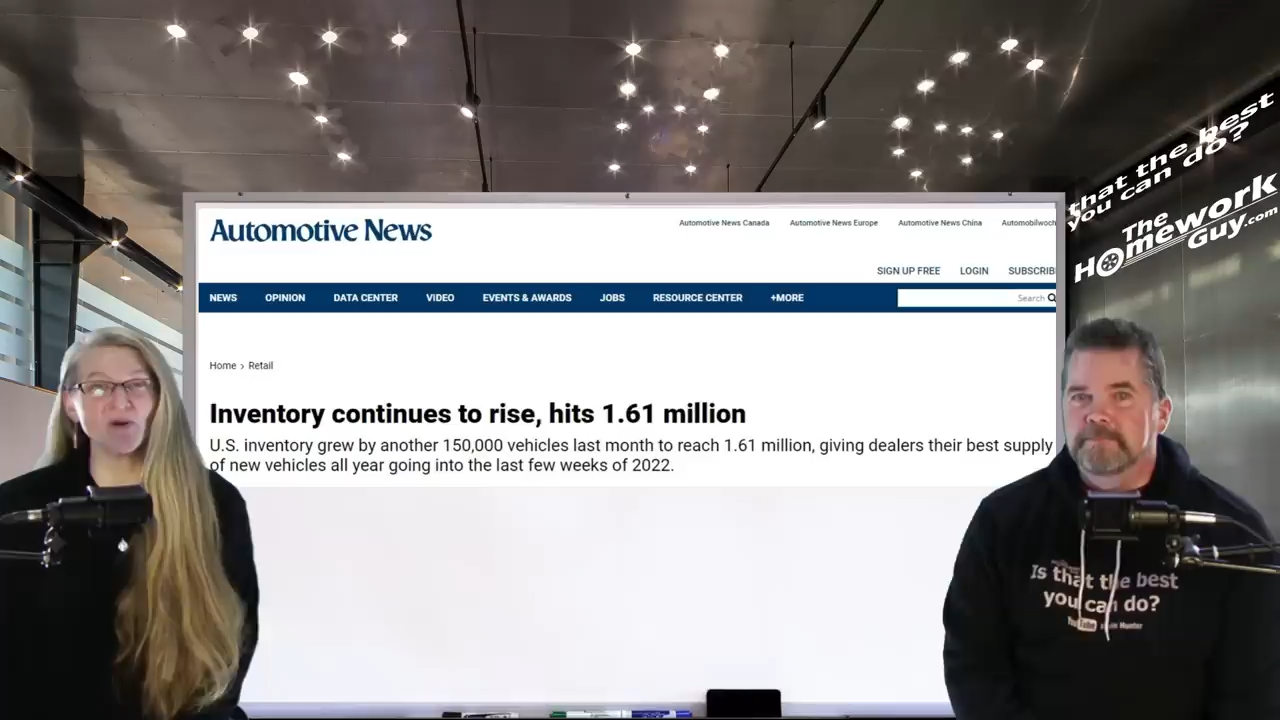 that the best
you can do?
The
Homework
Guy.com
Automotive News
Automotive News Canada
Automotive News Europe
Automotive News China
Automobilwoch
SIGN UP FREE
LOGIN
SUBSCRIB
NEWS
OPINION
DATA CENTER
VIDEO
EVENTS & AWARDS
JOBS
RESOURCE CENTER
+MORE
Search
Home › Retail
Inventory continues to rise, hits 1.61 million
U.S. inventory grew by another 150,000 vehicles last month to reach 1.61 million, giving dealers their best supply
of new vehicles all year going into the last few weeks of 2022.
Is that the best
you can do?
YouTube Hunter